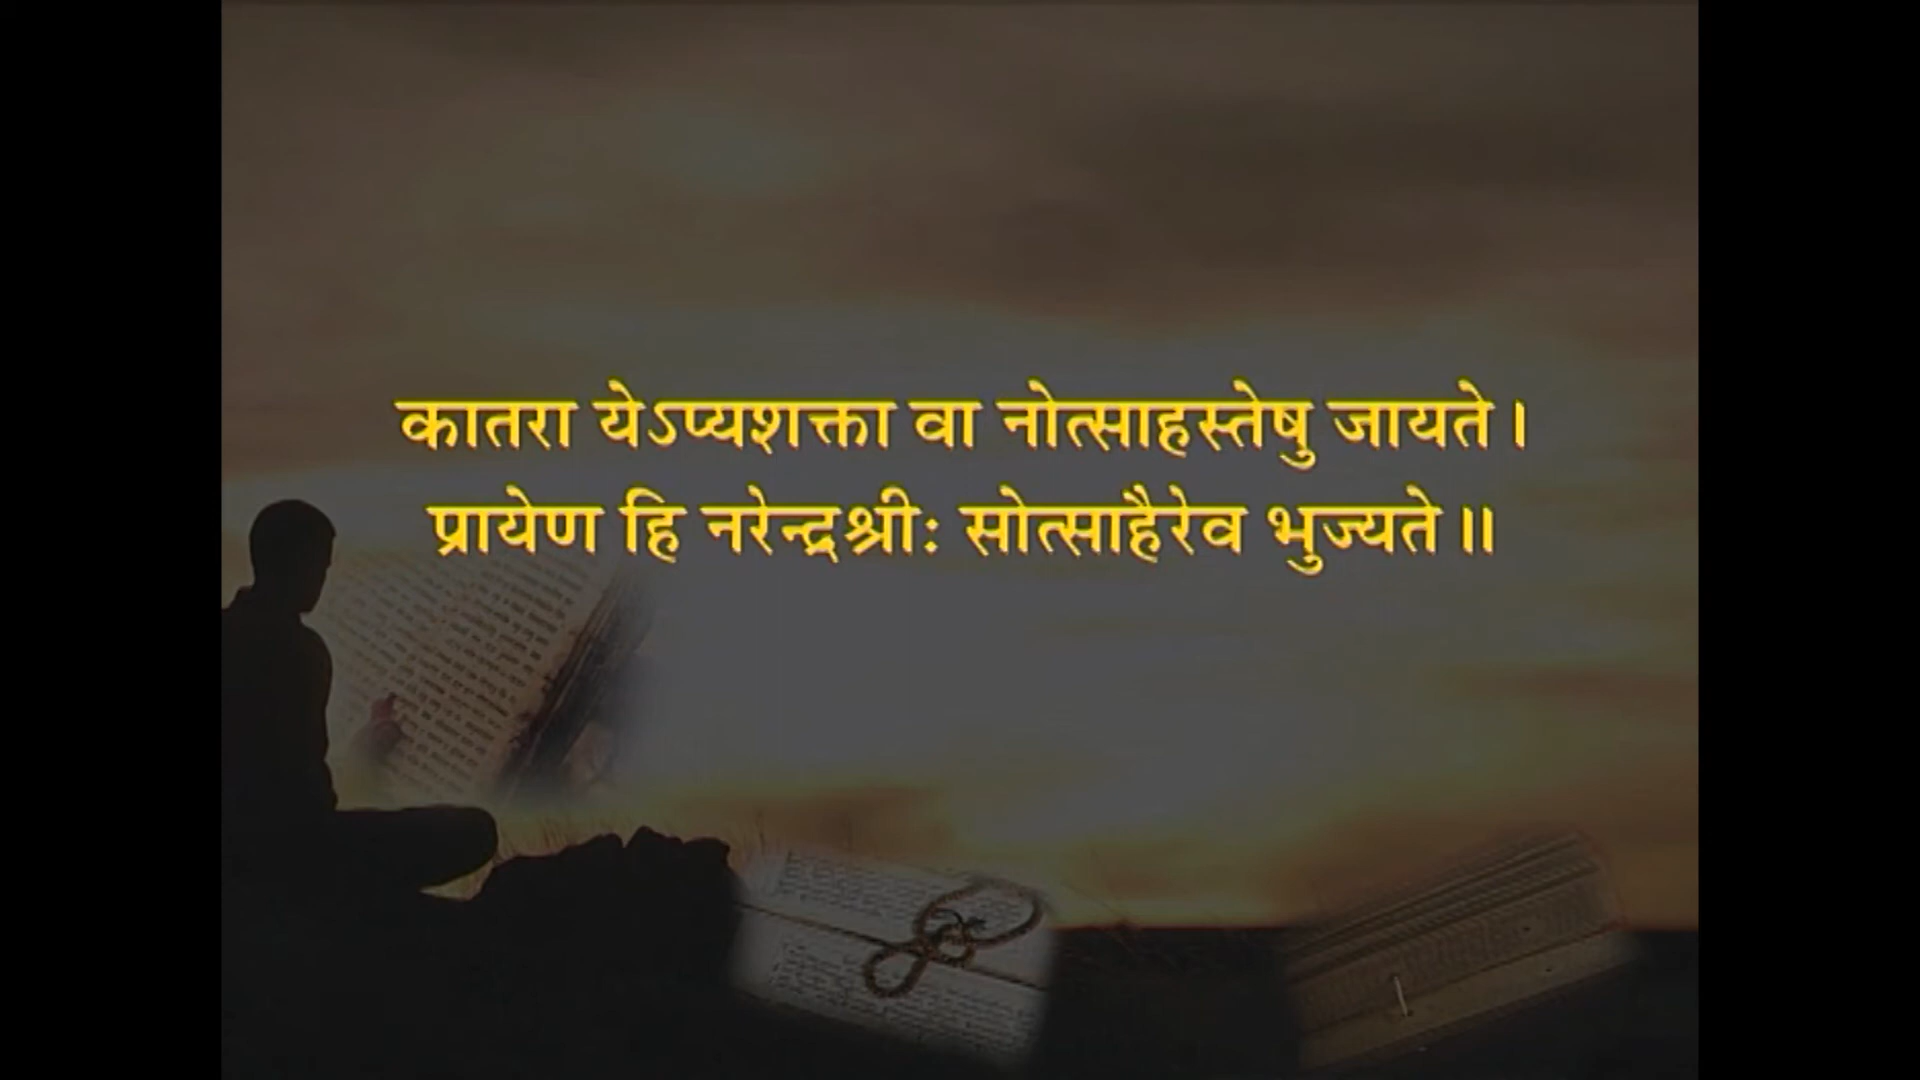 कातरा येऽप्यशक्ता वा नोत्साहस्तेषु जायते ।
प्रायेण हि नरेन्द्रश्रीः सोत्साहैरेव भुज्यते ॥